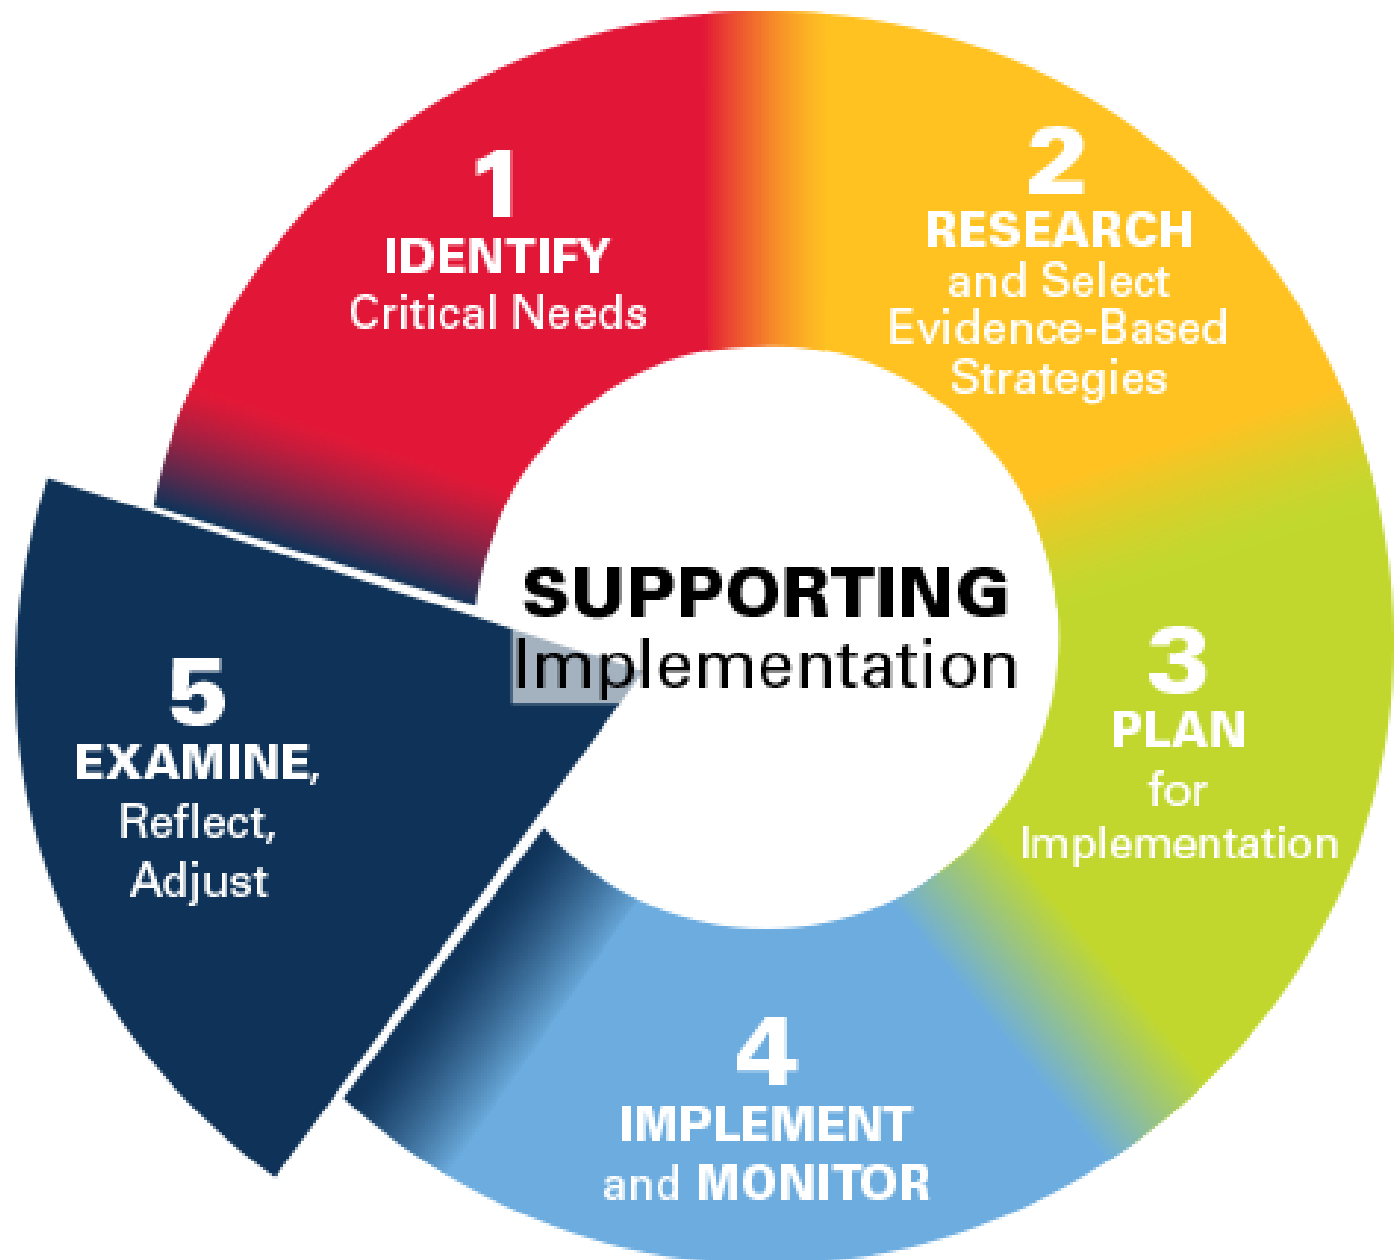 1
IDENTIFY
Critical Needs
2
RESEARCH
and Select
Evidence-Based
Strategies
3
PLAN
for
Implementation
4
IMPLEMENT
and MONITOR
5
EXAMINE,
Reflect,
Adjust
SUPPORTING
Implementation